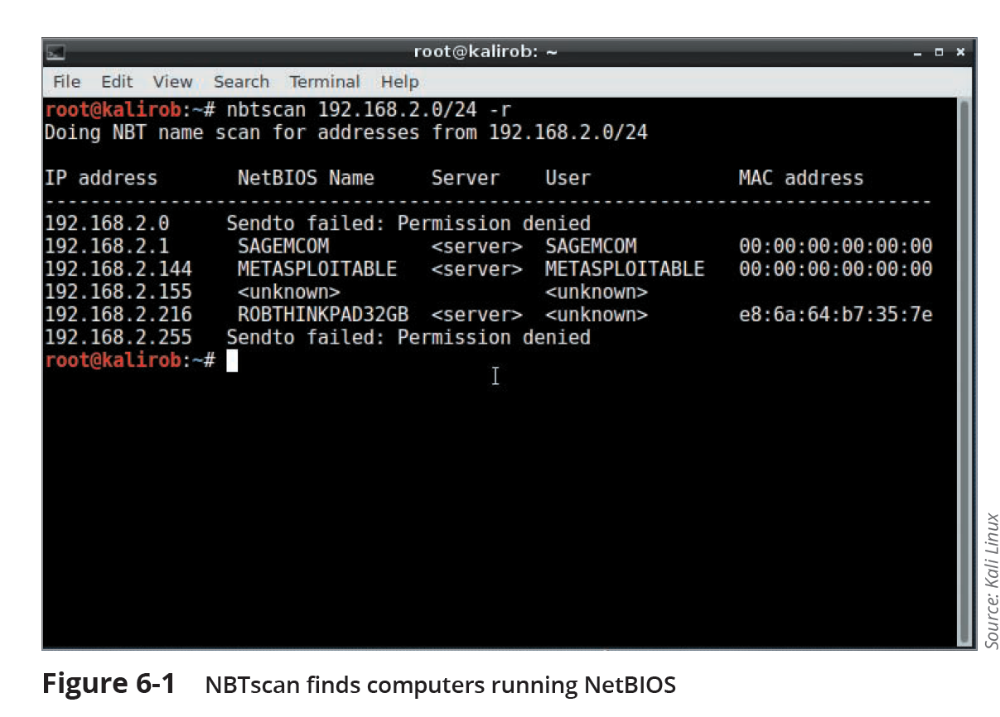 root@kalirob: ~
File Edit View Search Terminal Help
root@kalirob:~# nbtscan 192.168.2.0/24 -r
Doing NBT name scan for addresses from 192.168.2.0/24
IP address NetBIOS Name Server User MAC address
------------------------------------------------------------------------------
192.168.2.0 Sendto failed: Permission denied
192.168.2.1 SAGEMCOM <server> SAGEMCOM 00:00:00:00:00:00
192.168.2.144 METASPLOITABLE <server> METASPLOITABLE 00:00:00:00:00:00
192.168.2.155 <unknown> <unknown>
192.168.2.216 ROBTHINKPAD32GB <server> <unknown> e8:6a:64:b7:35:7e
192.168.2.255 Sendto failed: Permission denied
root@kalirob:~#
Source: Kali Linux
Figure 6-1 NBTscan finds computers running NetBIOS